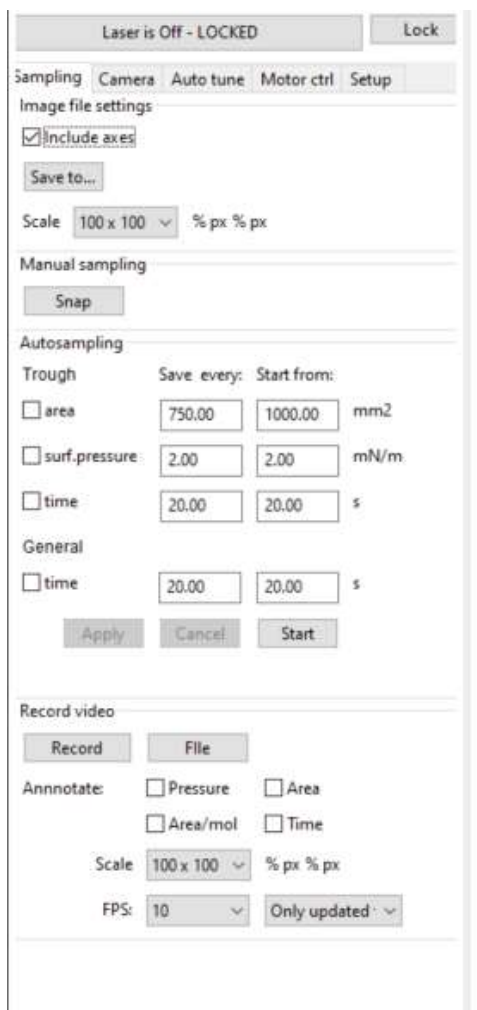 Laser is Off - LOCKED Lock
Sampling Camera Auto tune Motor ctrl Setup
Image file settings
Include axes
Save to...
Scale 100 x 100 % px % px
Manual sampling
Snap
Autosampling
Trough Save every: Start from:
area 750.00 1000.00 mm2
surf.pressure 2.00 2.00 mN/m
time 20.00 20.00 s
General
time 20.00 20.00 s
Apply Cancel Start
Record video
Record FIle
Annnotate: Pressure Area
Area/mol Time
Scale 100 x 100 % px % px
FPS: 10 Only updated